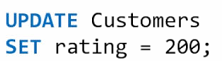 UPDATE Customers
SET rating = 200;